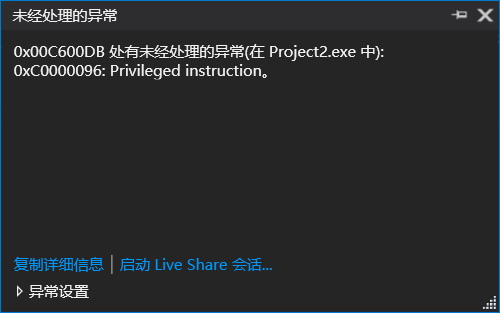 未经处理的异常
0x00C600DB 处有未经处理的异常(在 Project2.exe 中):
0xC0000096: Privileged instruction。
复制详细信息 | 启动 Live Share 会话...
异常设置